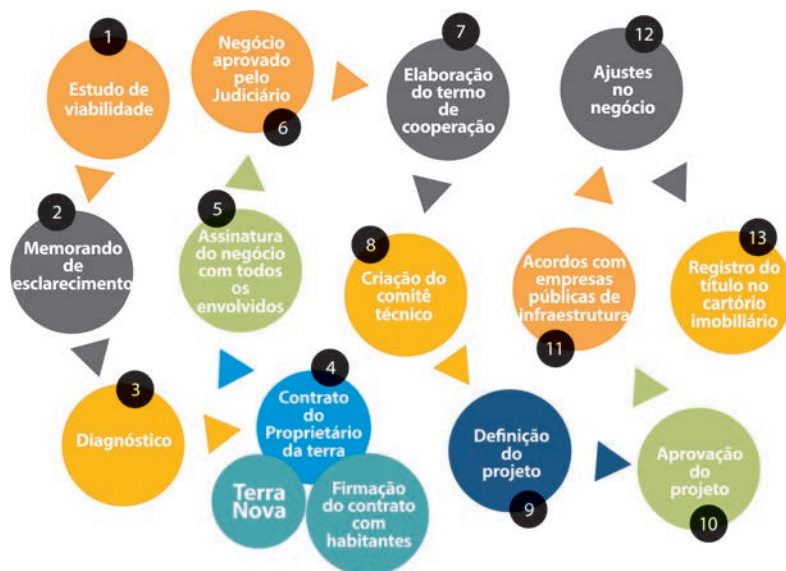 1
Estudo de
viabilidade
2
Memorando
de
esclarecimento
3
Diagnóstico
4
Contrato
do
Proprietário
da terra
Terra
Nova
Firmação
do contrato
com
habitantes
5
Assinatura
do negócio
com todos
os
envolvidos
Negócio
aprovado
pelo
Judiciário
6
7
Elaboração
do termo
de
cooperação
8
Criação do
comitê
técnico
Definição
do
projeto
9
Aprovação
do
projeto
10
Acordos com
empresas
públicas de
infraestrutura
11
12
Ajustes
no
negócio
13
Registro do
título no
cartório
imobiliário